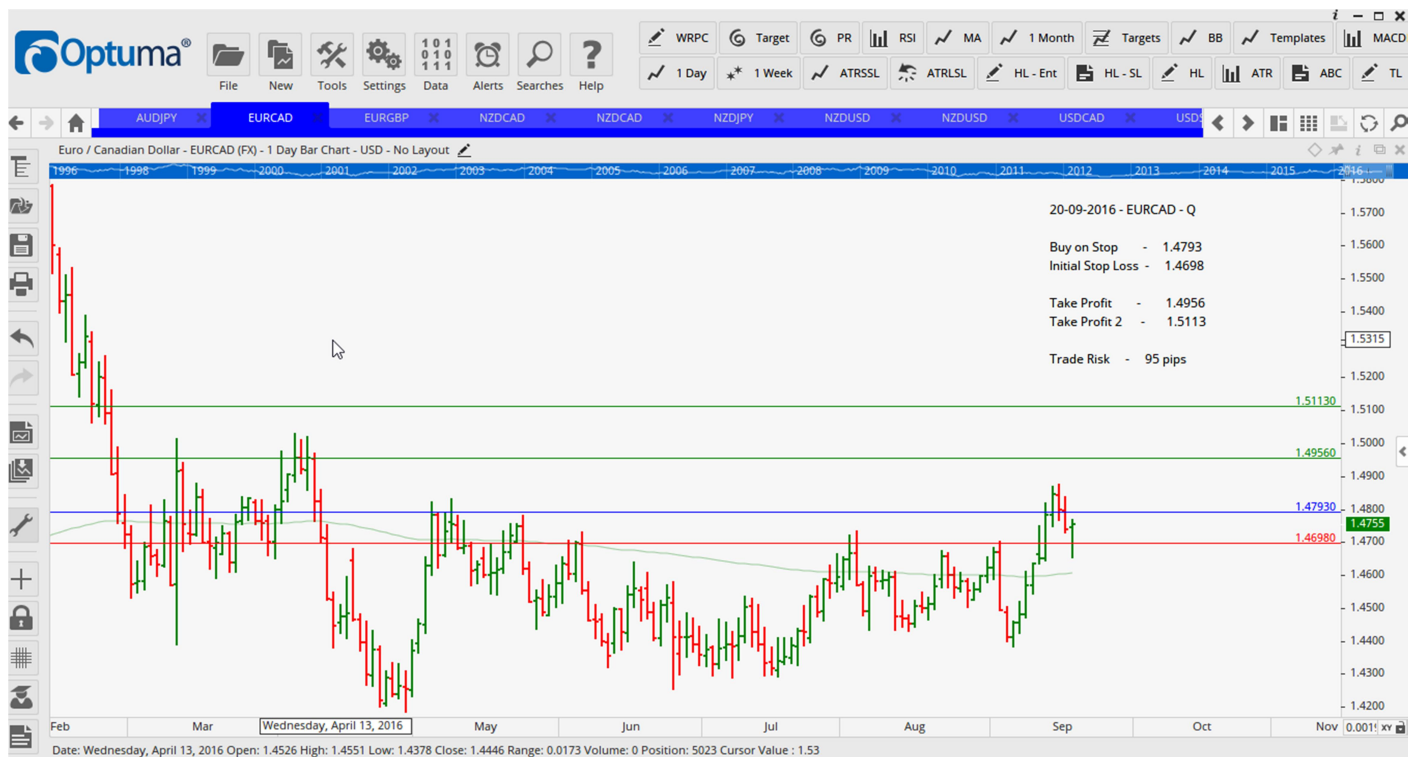 i
Optuma®
File New Tools Settings Data Alerts Searches Help
WRPC Target PR RSI MA 1 Month Targets BB Templates MACD
1 Day 1 Week ATRSSL ATRLSL HL - Ent HL - SL HL ATR ABC TL
AUDJPY EURCAD EURGBP NZDCAD NZDCAD NZDJPY NZDUSD NZDUSD USDCAD
Euro / Canadian Dollar - EURCAD (FX) - 1 Day Bar Chart - USD - No Layout
1996 1998 1999 2000 2001 2002 2003 2004 2005 2006 2007 2008 2009 2010 2011 2012 2013 2014 2015 2016
1.5800
20-09-2016 - EURCAD - Q
1.5700
Buy on Stop - 1.4793
1.5600
Initial Stop Loss - 1.4698
1.5500
Take Profit - 1.4956
1.5400
Take Profit 2 - 1.5113
1.5315
Trade Risk - 95 pips
1.5200
1.51130
1.5100
1.5000
1.49560
1.4900
1.47930
1.4800
1.4755
1.46980
1.4700
1.4600
1.4500
1.4400
1.4300
1.4200
Feb Mar Wednesday, April 13, 2016 May Jun Jul Aug Sep Oct Nov XY
Date: Wednesday, April 13, 2016 Open: 1.4526 High: 1.4551 Low: 1.4378 Close: 1.4446 Range: 0.0173 Volume: 0 Position: 5023 Cursor Value : 1.53